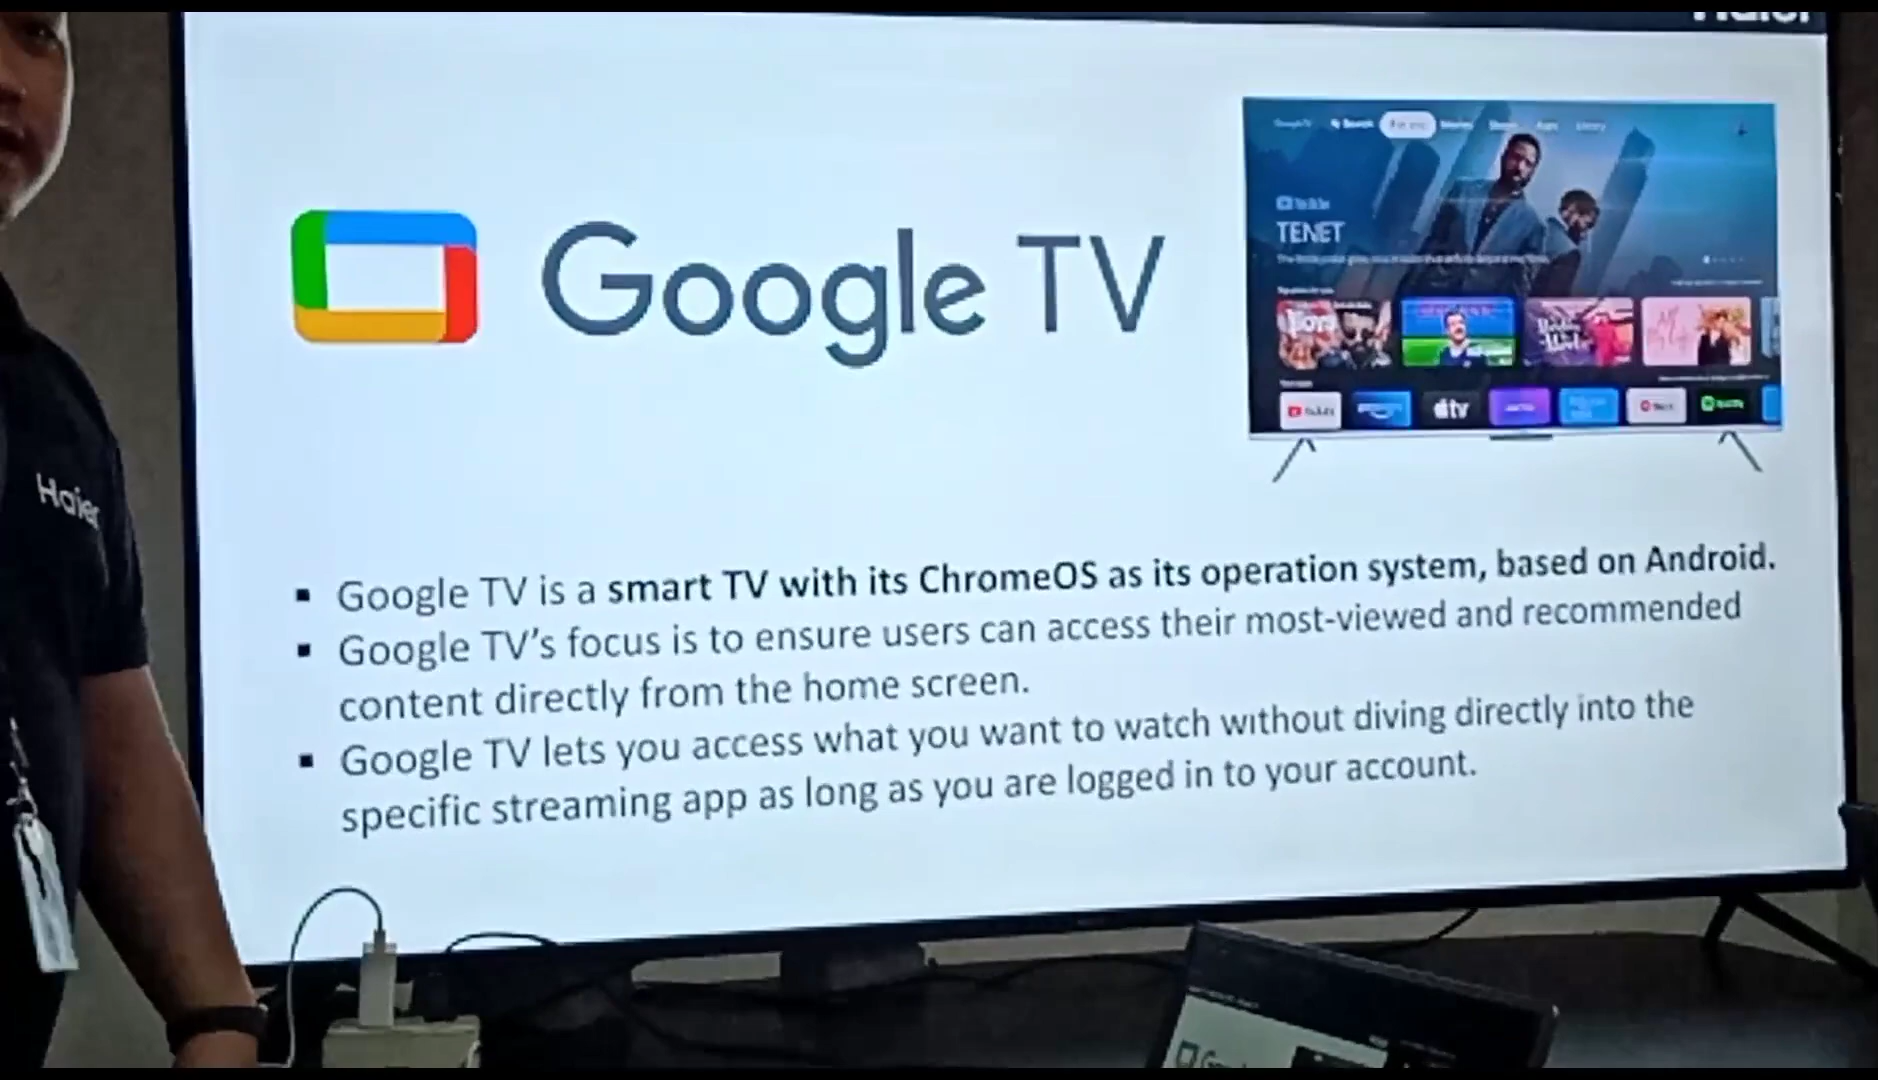 Haier
Google TV
YouTube
TENET
tv
Haier
▪ Google TV is a smart TV with its ChromeOS as its operation system, based on Android.
▪ Google TV's focus is to ensure users can access their most-viewed and recommended
content directly from the home screen.
▪ Google TV lets you access what you want to watch without diving directly into the
specific streaming app as long as you are logged in to your account.